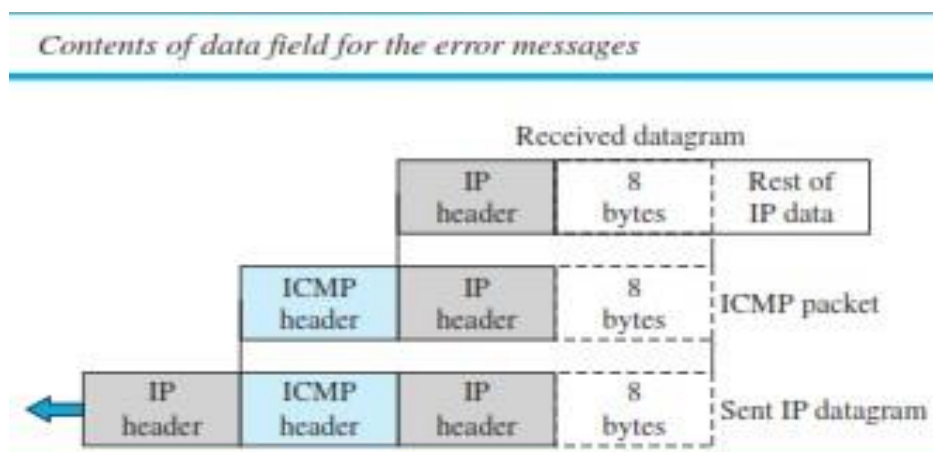 Contents of data field for the error messages
Received datagram
IP header
8 bytes
Rest of IP data
ICMP header
IP header
8 bytes
ICMP packet
IP header
ICMP header
IP header
8 bytes
Sent IP datagram